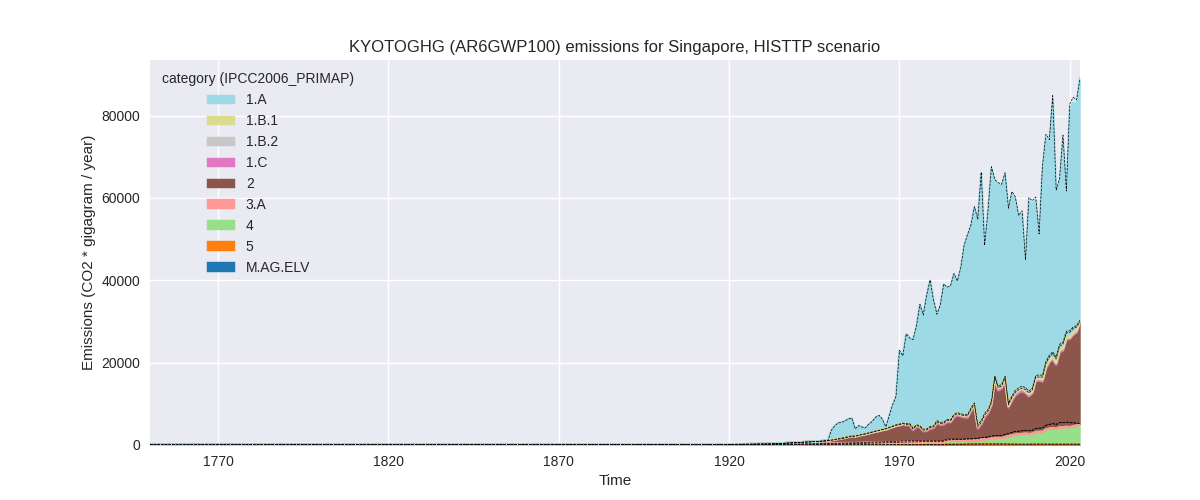 KYOTOGHG (AR6GWP100) emissions for Singapore, HISTTP scenario
category (IPCC2006_PRIMAP)
1.A
1.B.1
1.B.2
1.C
2
3.A
4
5
M.AG.ELV
Emissions (CO2 * gigagram / year)
80000
60000
40000
20000
0
1770
1820
1870
1920
1970
2020
Time